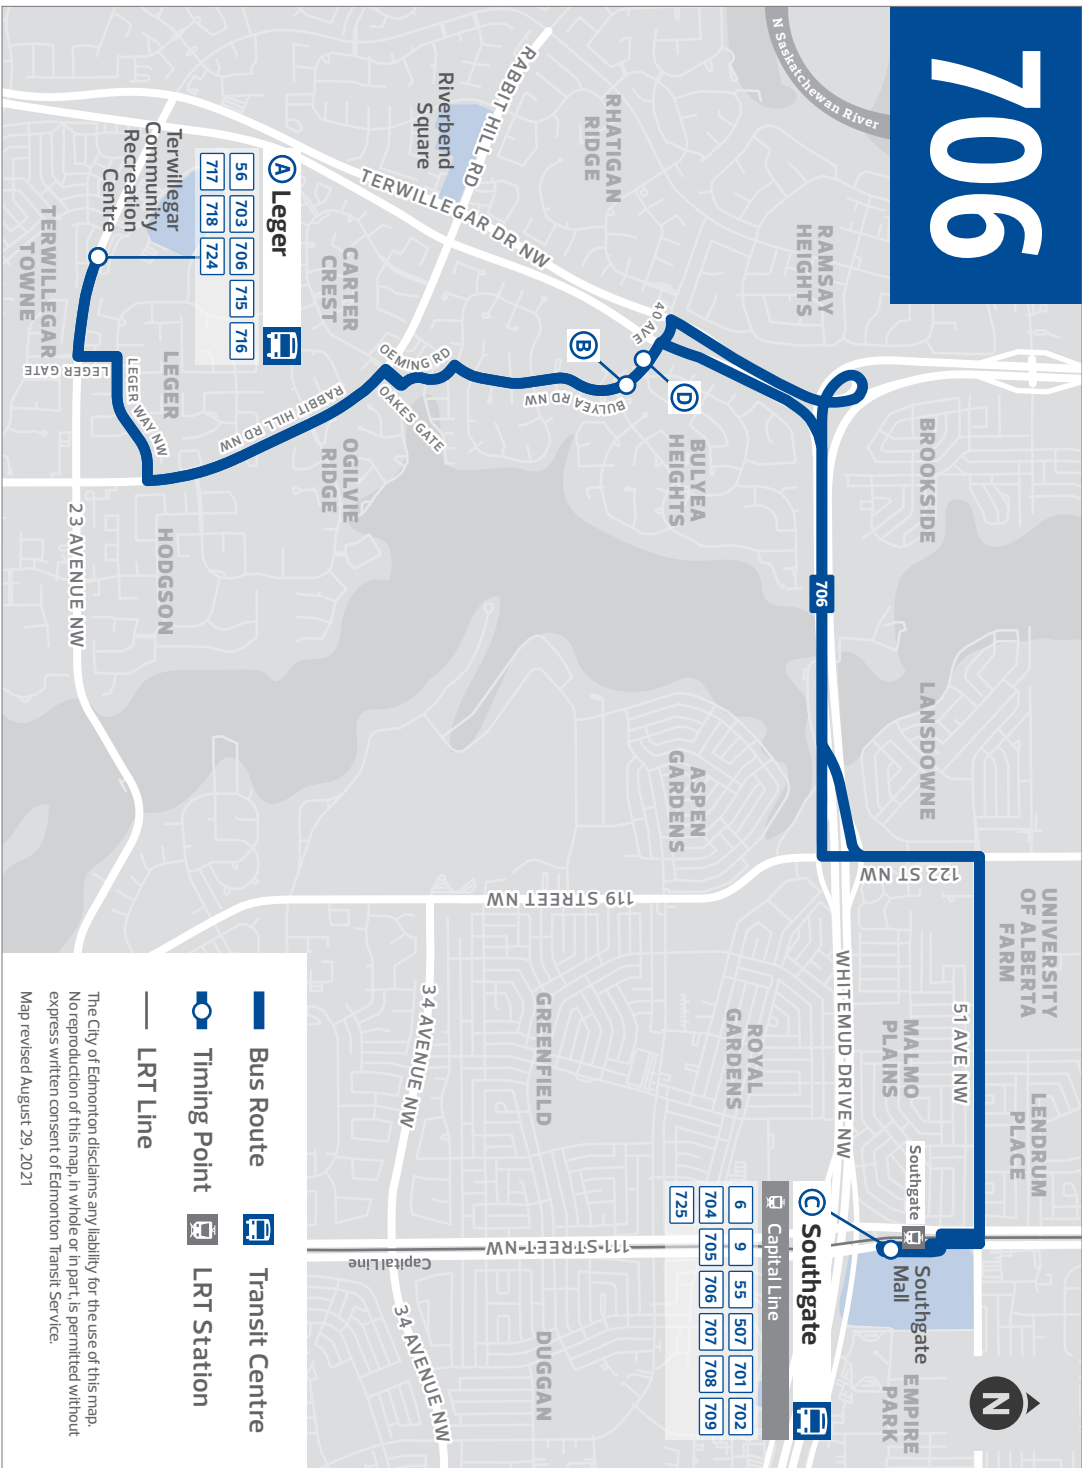 706
N Saskatchewan River
RABBIT HILL RD
Riverbend
Square
RHATIGAN
RIDGE
RAMSAY
HEIGHTS
TERWILLEGAR DR NW
Terwillegar
Community
Recreation
Centre
A Leger
56 703 706 715 716
717 718 724
TERWILLEGAR
TOWNE
CARTER
CREST
40 AVE
B
D
OEMING RD
OAKES GATE
BULYEA RD NW
BULYEA
HEIGHTS
BROOKSIDE
LEGER GATE
LEGER
LEGER WAY NW
RABBIT HILL RD NW
OGILVIE
RIDGE
HODGSON
23 AVENUE NW
706
LANSDOWNE
ASPEN
GARDENS
122 ST NW
119 STREET NW
UNIVERSITY
OF ALBERTA
FARM
WHITEMUD DRIVE NW
51 AVE NW
MALMO
PLAINS
LENDRUM
PLACE
ROYAL
GARDENS
GREENFIELD
34 AVENUE NW
Southgate
Southgate
Mall
EMPIRE
PARK
C Southgate
Capital Line
6 9 55 507 701 702
704 705 706 707 708 709
725
111 STREET NW
Capital Line
34 AVENUE NW
DUGGAN
N
Bus Route
Transit Centre
Timing Point
LRT Station
LRT Line
The City of Edmonton disclaims any liability for the use of this map.
No reproduction of this map, in whole or in part, is permitted without
express written consent of Edmonton Transit Service.
Map revised August 29, 2021